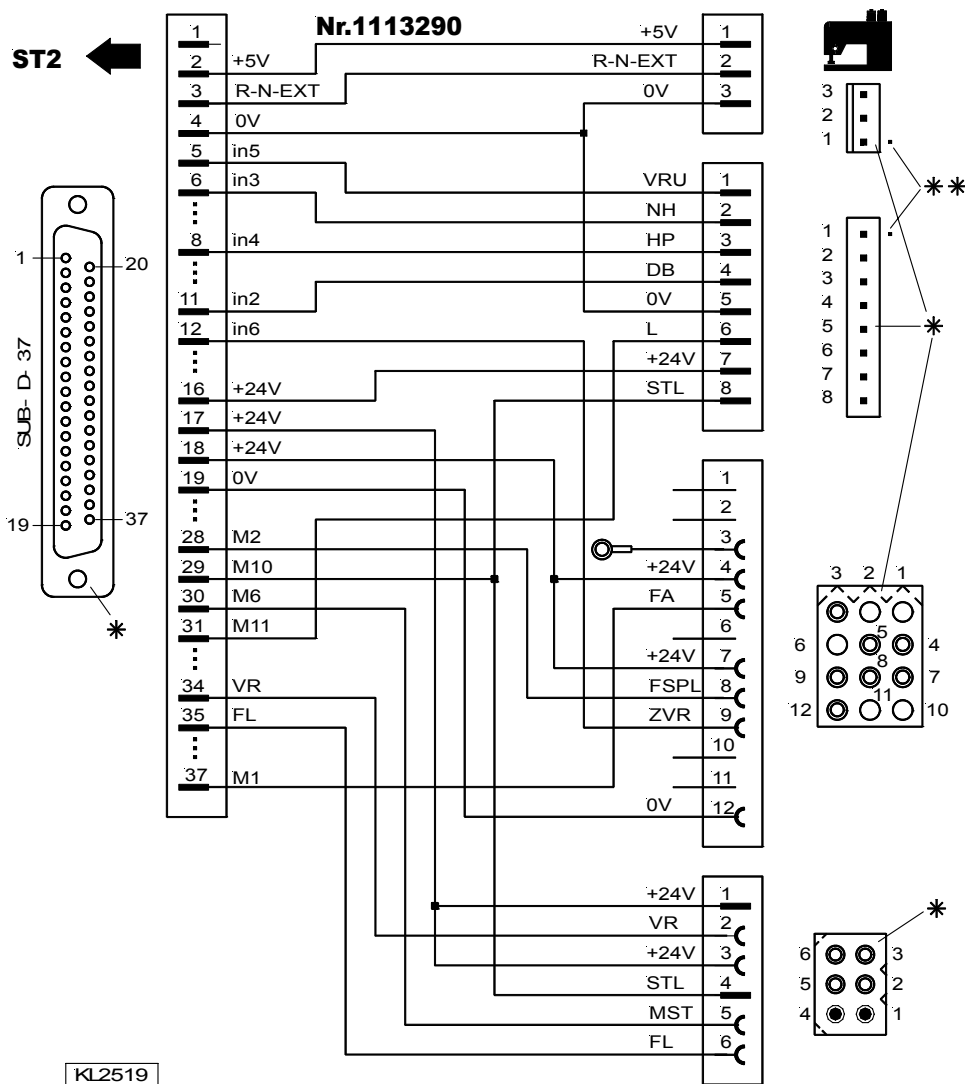 Nr.1113290
ST2
1
2 +5V
3 R-N-EXT
4 0V
5 in5
6 in3
8 in4
11 in2
12 in6
16 +24V
17 +24V
18 +24V
19 0V
28 M2
29 M10
30 M6
31 M11
34 VR
35 FL
37 M1
SUB-D-37
1
20
19
37
+5V 1
R-N-EXT 2
0V 3
VRU 1
NH 2
HP 3
DB 4
0V 5
L 6
+24V 7
STL 8
1
2
3
+24V 4
FA 5
6
+24V 7
FSPL 8
ZVR 9
10
11
0V 12
+24V 1
VR 2
+24V 3
STL 4
MST 5
FL 6
3
2
1
**
1
2
3
4
5
6
7
8
*
3 2 1
6 5 4
9 8 7
12 11 10
*
6 3
5 2
4 1
*
KL2519